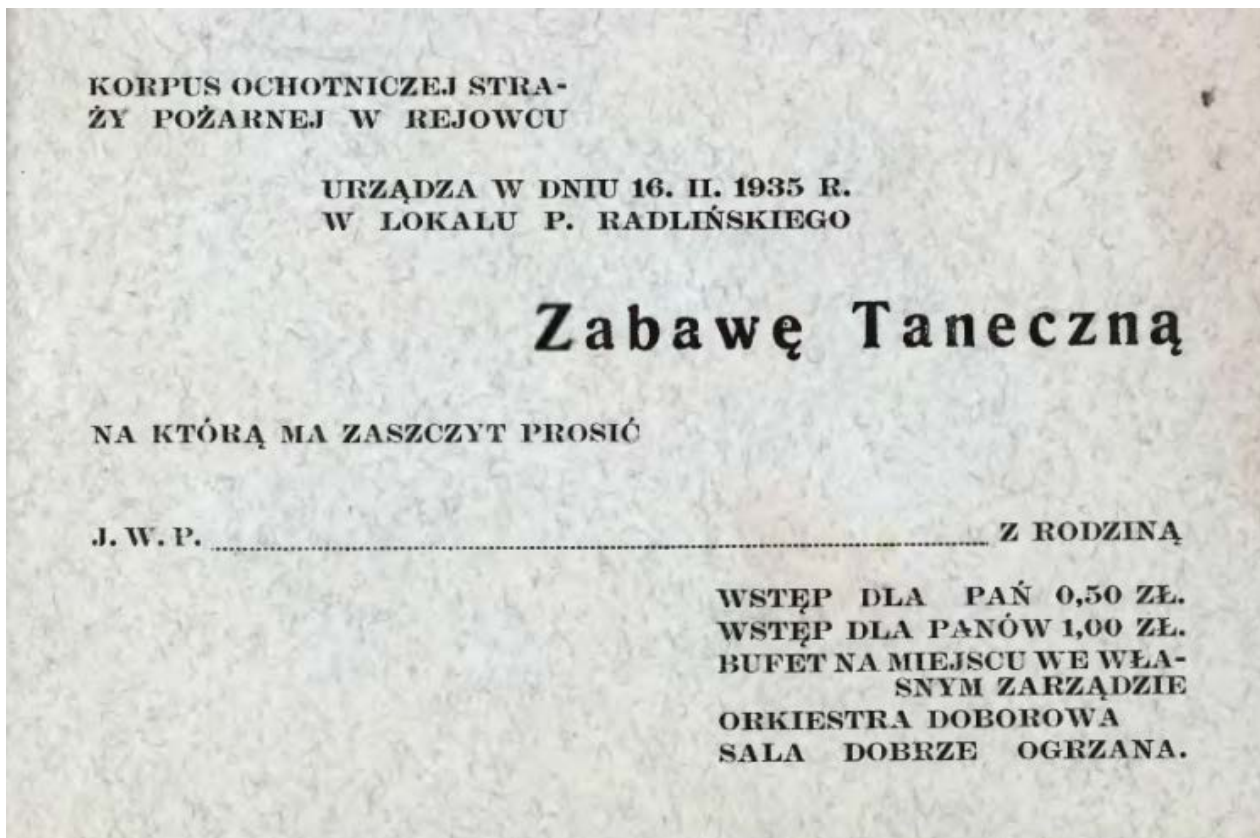 KORPUS OCHOTNICZEJ STRA-
ŻY POŻARNEJ W REJOWCU
URZĄDZA W DNIU 16. II. 1935 R.
W LOKALU P. RADLIŃSKIEGO
Zabawę Taneczną
NA KTÓRĄ MA ZASZCZYT PROSIĆ
J. W. P. ........................................ Z RODZINĄ
WSTĘP DLA PAŃ 0,50 ZŁ.
WSTĘP DLA PANÓW 1,00 ZŁ.
BUFET NA MIEJSCU WE WŁA-
SNYM ZARZĄDZIE
ORKIESTRA DOBOROWA
SALA DOBRZE OGRZANA.